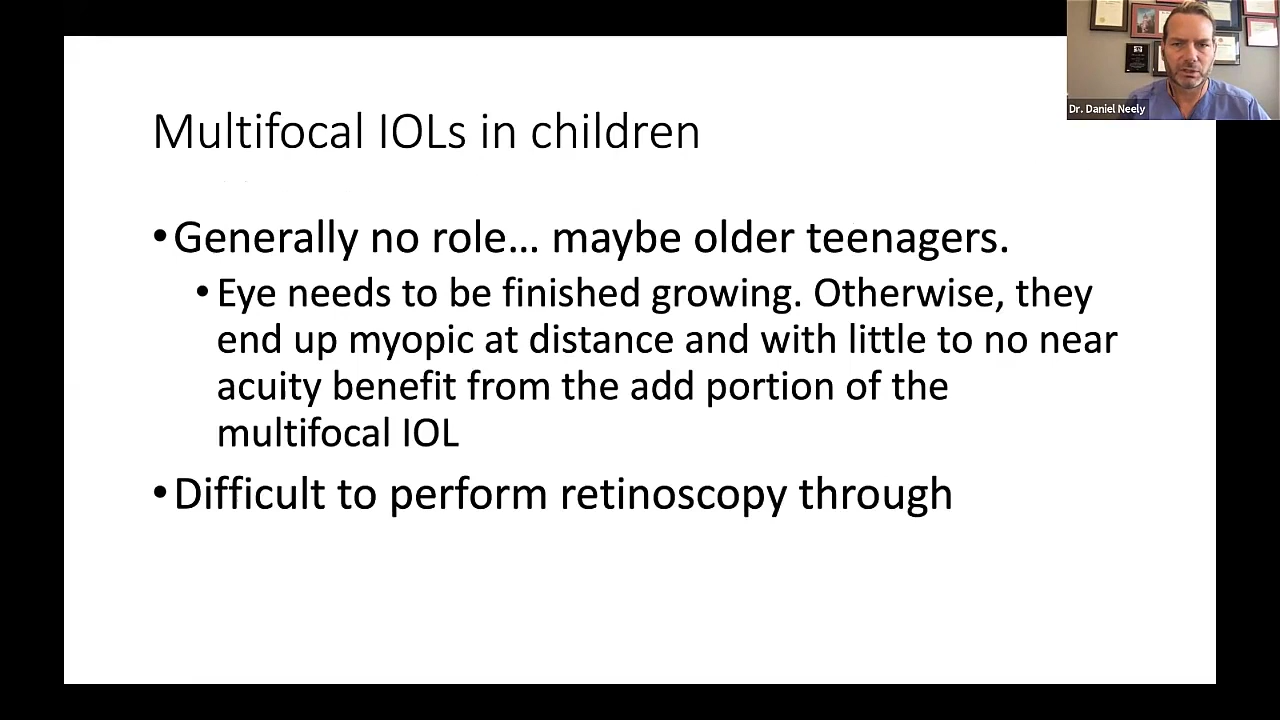 Dr. Daniel Neely
Multifocal IOLs in children
•Generally no role... maybe older teenagers.
•Eye needs to be finished growing. Otherwise, they
end up myopic at distance and with little to no near
acuity benefit from the add portion of the
multifocal IOL
•Difficult to perform retinoscopy through